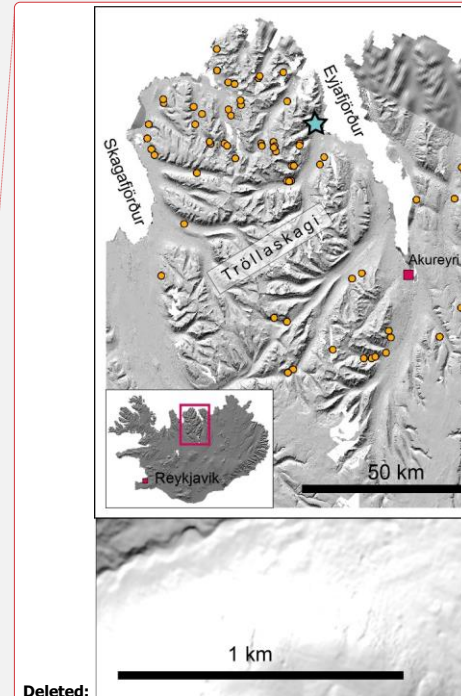 Eyjafjörður
Skagafjörður
Tröllaskagi
Akureyri
Reykjavik
50 km
1 km
Deleted: